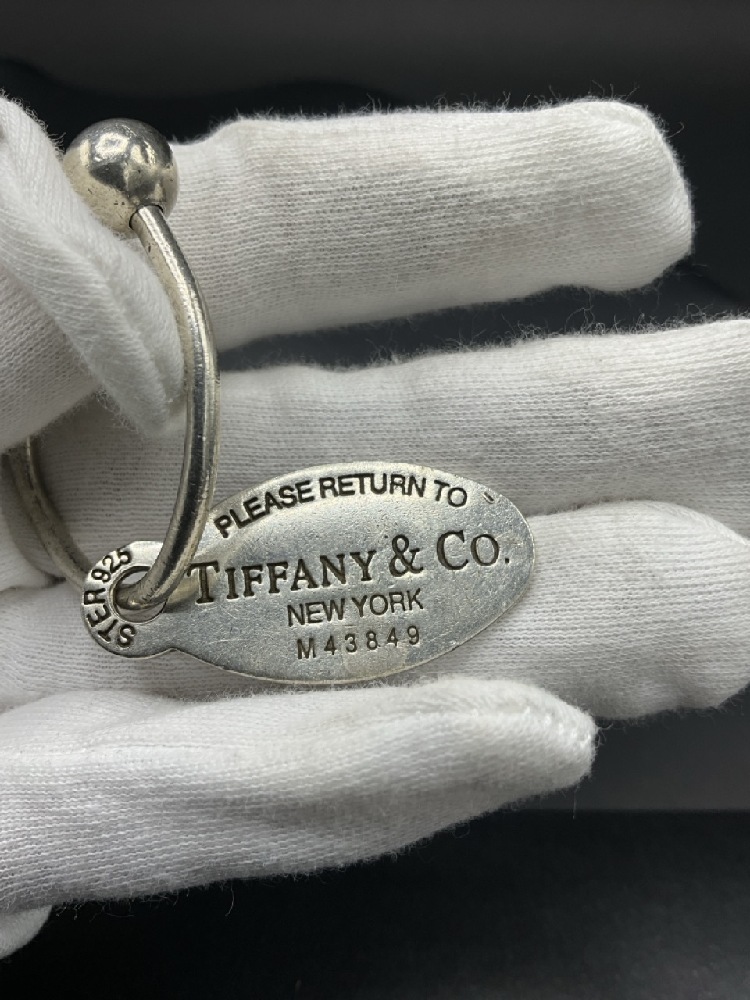 PLEASE RETURN TO
TIFFANY & CO.
NEW YORK
M43849
STER 925